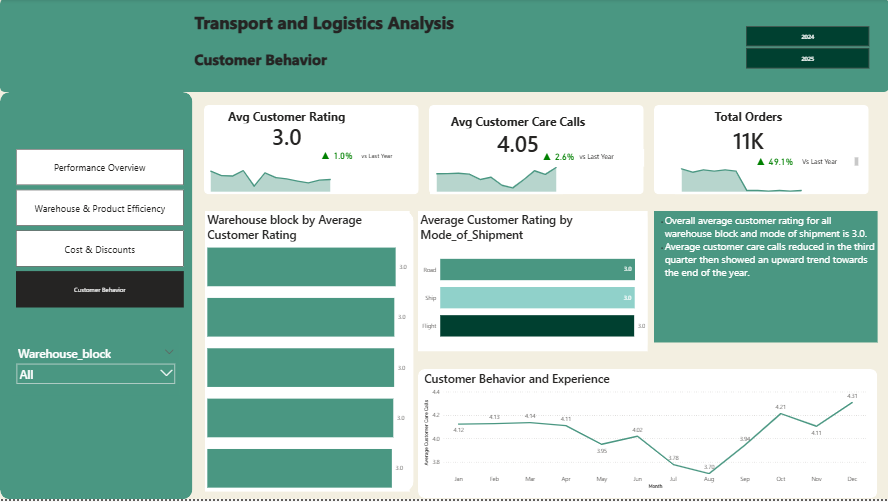 Transport and Logistics Analysis
Customer Behavior
2024
2025
Performance Overview
Warehouse & Product Efficiency
Cost & Discounts
Customer Behavior
Warehouse_block
All
Avg Customer Rating
3.0
▲ 1.0% vs Last Year
Avg Customer Care Calls
4.05
▲ 2.6% vs Last Year
Total Orders
11K
▲ 49.1% Vs Last Year
Warehouse block by Average
Customer Rating
3.0
3.0
3.0
3.0
3.0
Average Customer Rating by
Mode_of_Shipment
Road 3.0
Ship 3.0
Flight 3.0
Overall average customer rating for all
warehouse block and mode of shipment is 3.0.
Average customer care calls reduced in the third
quarter then showed an upward trend towards
the end of the year.
Customer Behavior and Experience
Average Customer Care Calls
4.4
4.2
4.0
3.8
4.12
4.13
4.14
4.11
3.95
4.02
3.78
3.70
3.94
4.21
4.11
4.31
Jan Feb Mar Apr May Jun Jul Aug Sep Oct Nov Dec
Month